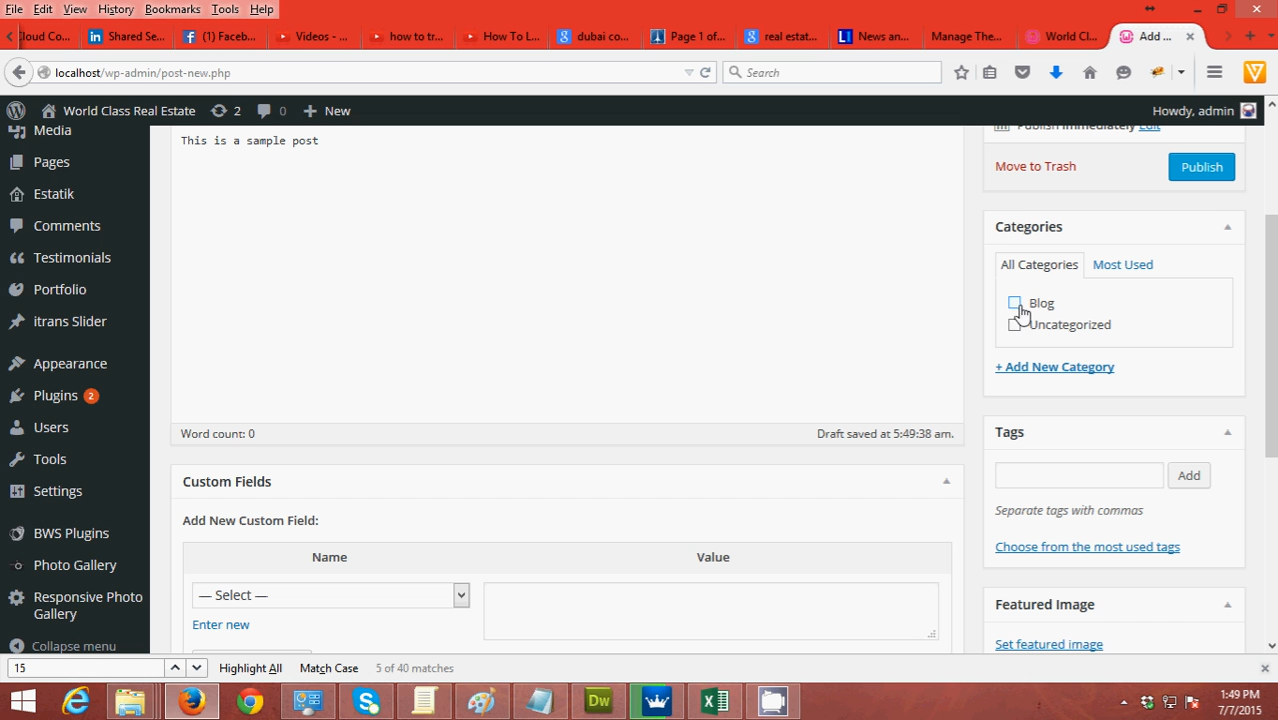 File Edit View History Bookmarks Tools Help
Cloud Co... Shared Se... (1) Faceb... Videos - ... how to tr... How To L... dubai co... Page 1 of... real estat... News an... Manage The... World Cl... Add ...
localhost/wp-admin/post-new.php Search
World Class Real Estate 2 0 New Howdy, admin
Media
Pages
Estatik
Comments
Testimonials
Portfolio
itrans Slider
Appearance
Plugins 2
Users
Tools
Settings
BWS Plugins
Photo Gallery
Responsive Photo
Gallery
Collapse menu
This is a sample post
Word count: 0 Draft saved at 5:49:38 am.
Custom Fields
Add New Custom Field:
Name Value
— Select —
Enter new
Publish immediately Edit
Move to Trash Publish
Categories
All Categories Most Used
Blog
Uncategorized
+ Add New Category
Tags
Add
Separate tags with commas
Choose from the most used tags
Featured Image
Set featured image
15 Highlight All Match Case 5 of 40 matches
Dw
1:49 PM
7/7/2015